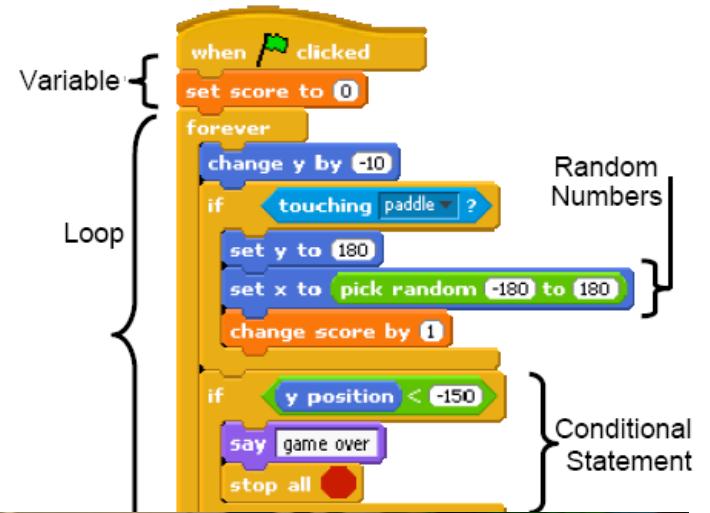 when clicked
Variable
set score to 0
forever
change y by -10
Random
Numbers
if touching paddle ?
Loop
set y to 180
set x to pick random -180 to 180
change score by 1
if y position < -150
say game over
Conditional
Statement
stop all